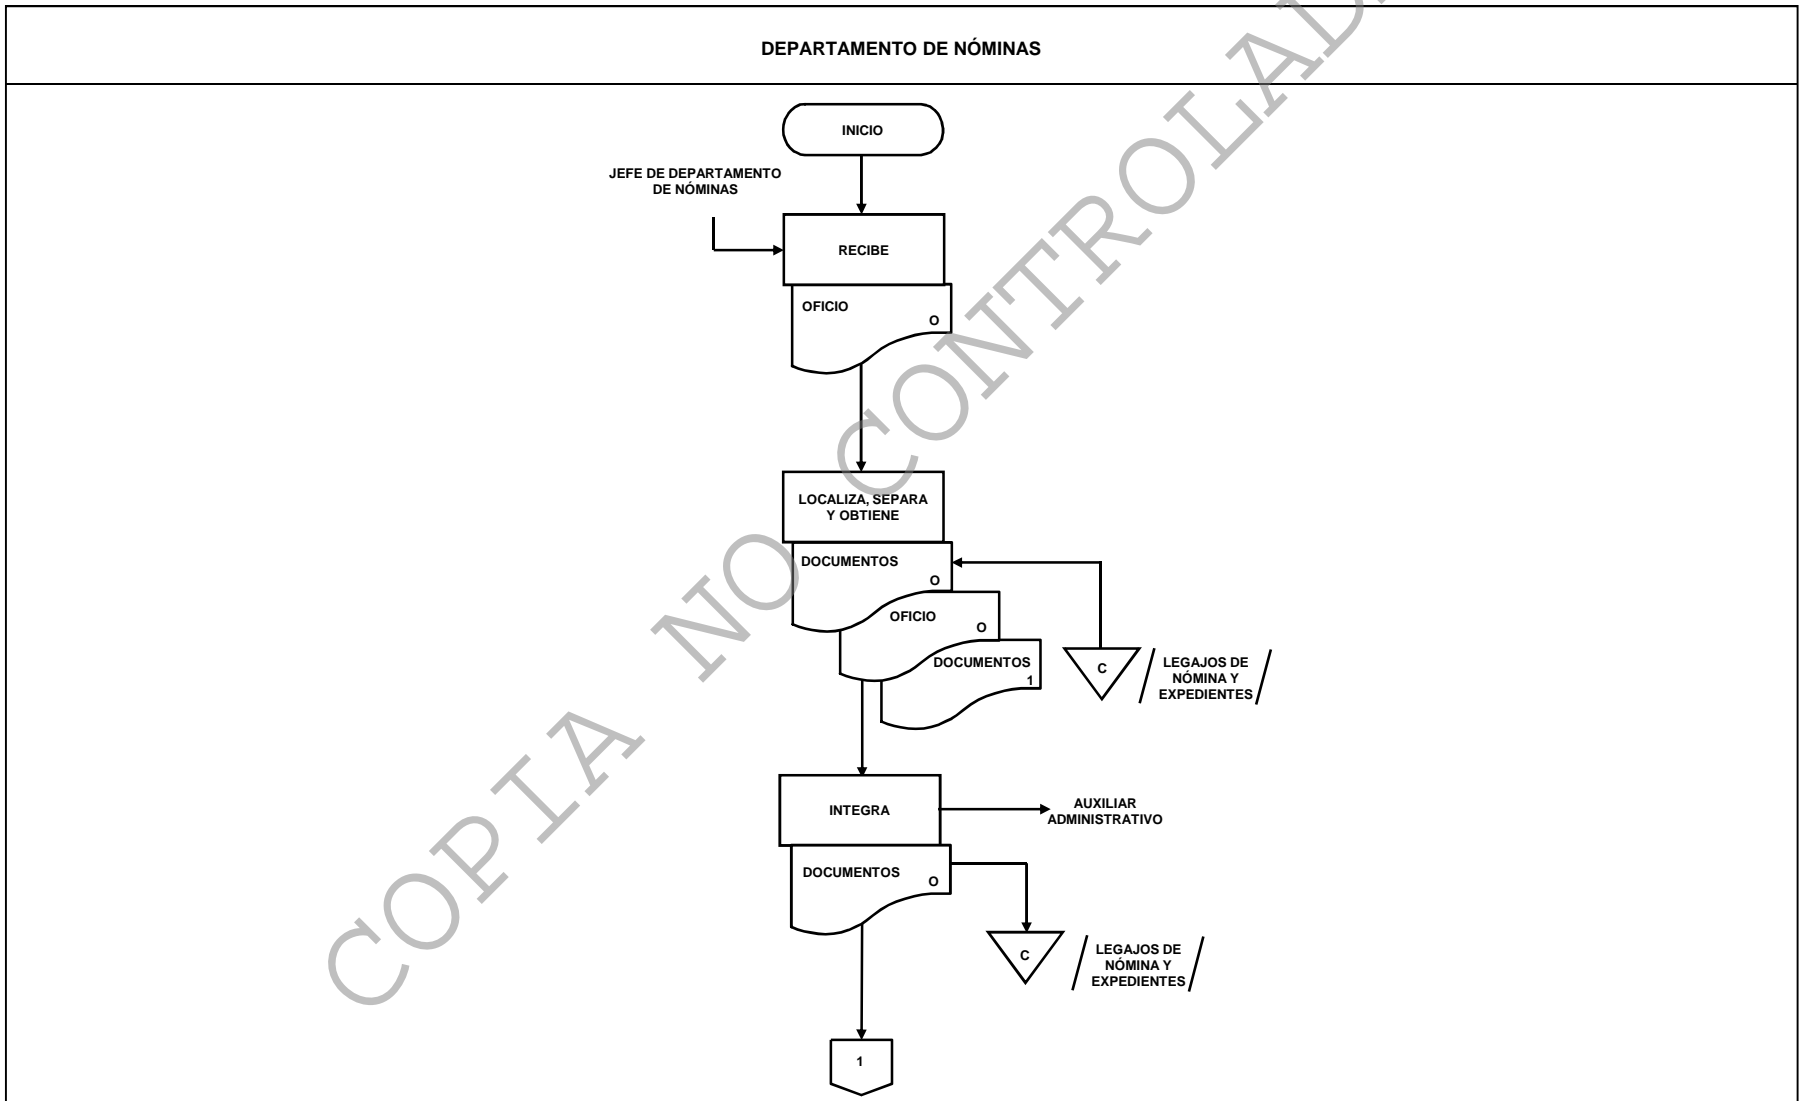 DEPARTAMENTO DE NÓMINAS
INICIO
JEFE DE DEPARTAMENTO
DE NÓMINAS
RECIBE
OFICIO
O
LOCALIZA, SEPARA
Y OBTIENE
DOCUMENTOS
O
OFICIO
O
DOCUMENTOS
1
C
LEGAJOS DE
NÓMINA Y
EXPEDIENTES
INTEGRA
AUXILIAR
ADMINISTRATIVO
DOCUMENTOS
O
C
LEGAJOS DE
NÓMINA Y
EXPEDIENTES
1
COPIA NO CONTROLAD